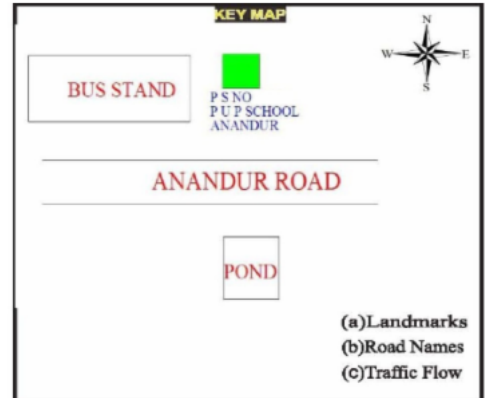 KEY MAP
N
W E
S
BUS STAND
P S NO
P U P SCHOOL
ANANDUR
ANANDUR ROAD
POND
(a)Landmarks
(b)Road Names
(c)Traffic Flow